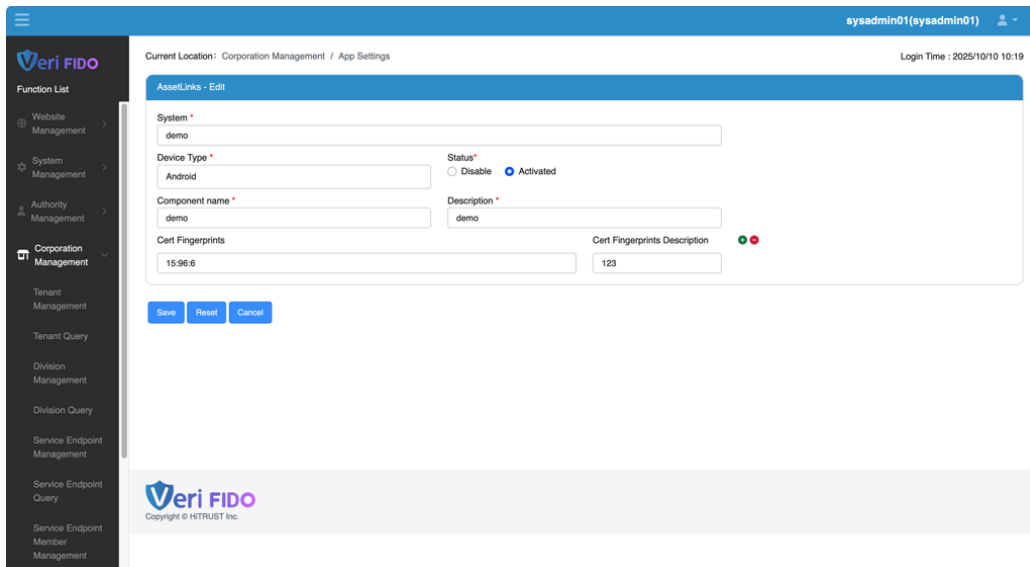 sysadmin01(sysadmin01)
Veri FIDO
Function List
Website Management
System Management
Authority Management
Corporation Management
Tenant Management
Tenant Query
Division Management
Division Query
Service Endpoint Management
Service Endpoint Query
Service Endpoint Member Management
Current Location： Corporation Management / App Settings
Login Time : 2025/10/10 10:19
AssetLinks - Edit
System *
demo
Device Type * Status*
Android Disable Activated
Component name * Description *
demo demo
Cert Fingerprints Cert Fingerprints Description
15:96:6 123
Save Reset Cancel
Veri FIDO
Copyright © HiTRUST Inc.